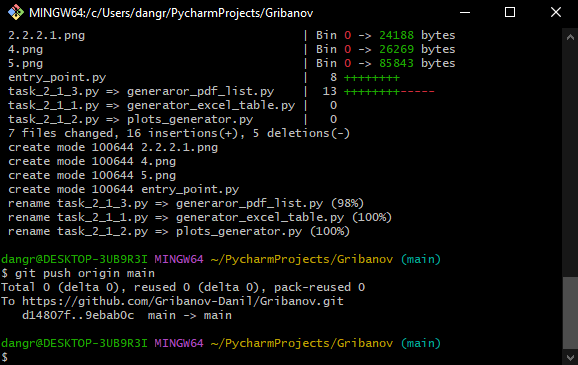 MINGW64:/c/Users/dangr/PycharmProjects/Gribanov
2.2.2.1.png | Bin 0 -> 24188 bytes
4.png | Bin 0 -> 26269 bytes
5.png | Bin 0 -> 85843 bytes
entry_point.py | 8 ++++++++
task_2_1_3.py => generaror_pdf_list.py | 13 ++++++++-----
task_2_1_1.py => generator_excel_table.py | 0
task_2_1_2.py => plots_generator.py | 0
7 files changed, 16 insertions(+), 5 deletions(-)
create mode 100644 2.2.2.1.png
create mode 100644 4.png
create mode 100644 5.png
create mode 100644 entry_point.py
rename task_2_1_3.py => generaror_pdf_list.py (98%)
rename task_2_1_1.py => generator_excel_table.py (100%)
rename task_2_1_2.py => plots_generator.py (100%)
dangr@DESKTOP-3UB9R3I MINGW64 ~/PycharmProjects/Gribanov (main)
$ git push origin main
Total 0 (delta 0), reused 0 (delta 0), pack-reused 0
To https://github.com/Gribanov-Danil/Gribanov.git
d14807f..9ebab0c main -> main
dangr@DESKTOP-3UB9R3I MINGW64 ~/PycharmProjects/Gribanov (main)
$